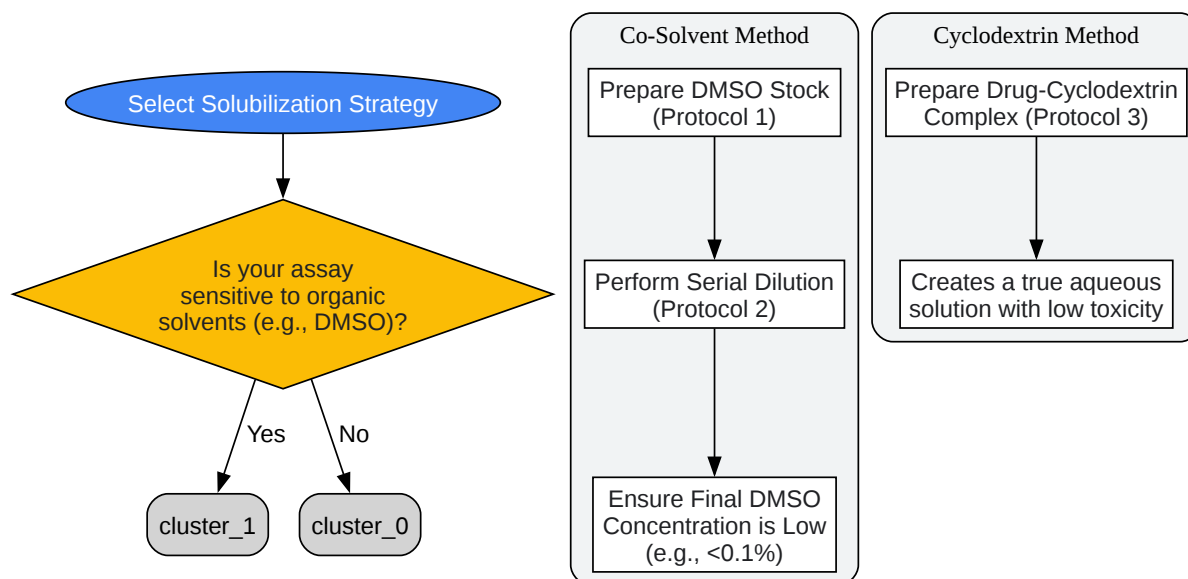 Select Solubilization Strategy
Is your assay
sensitive to organic
solvents (e.g., DMSO)?
Yes
No
cluster_1
cluster_0
Co-Solvent Method
Prepare DMSO Stock
(Protocol 1)
Perform Serial Dilution
(Protocol 2)
Ensure Final DMSO
Concentration is Low
(e.g., <0.1%)
Cyclodextrin Method
Prepare Drug-Cyclodextrin
Complex (Protocol 3)
Creates a true aqueous
solution with low toxicity